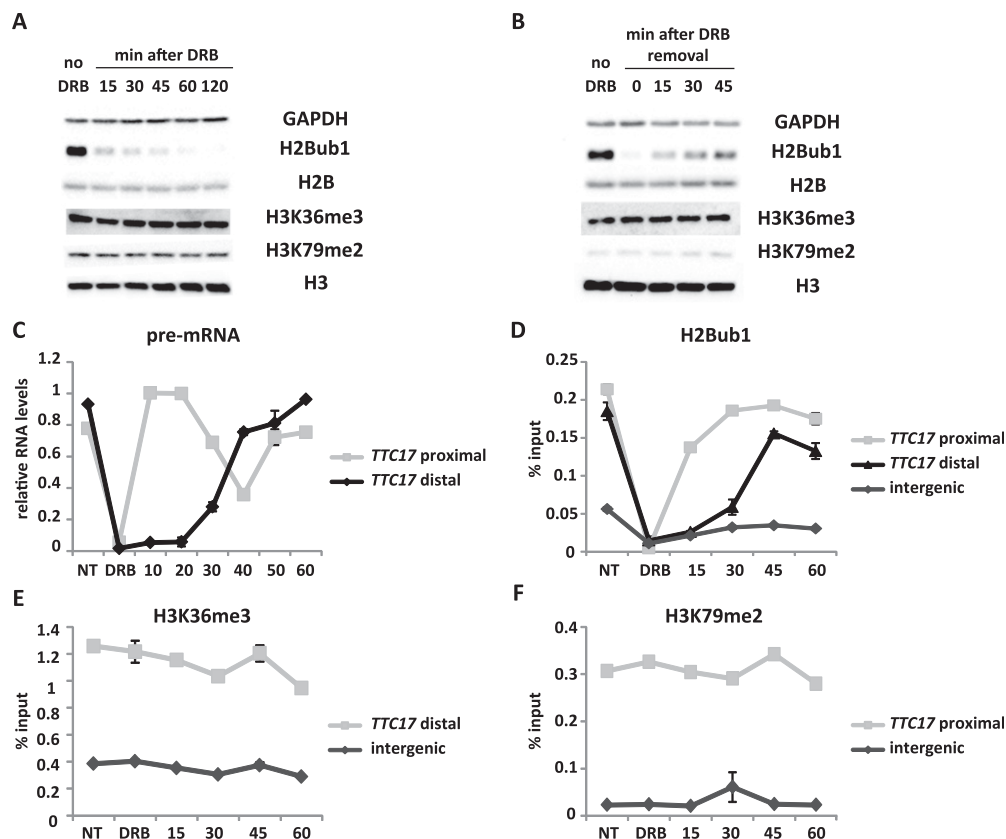 A
no DRB
min after DRB
15 30 45 60 120
GAPDH
H2Bub1
H2B
H3K36me3
H3K79me2
H3
B
no DRB
min after DRB removal
0 15 30 45
GAPDH
H2Bub1
H2B
H3K36me3
H3K79me2
H3
C
pre-mRNA
relative RNA levels
1.2
1
0.8
0.6
0.4
0.2
0
NT DRB 10 20 30 40 50 60
TTC17 proximal
TTC17 distal
D
H2Bub1
% input
0.25
0.2
0.15
0.1
0.05
0
NT DRB 15 30 45 60
TTC17 proximal
TTC17 distal
intergenic
E
H3K36me3
% input
1.4
1.2
1
0.8
0.6
0.4
0.2
0
NT DRB 15 30 45 60
TTC17 distal
intergenic
F
H3K79me2
% input
0.4
0.3
0.2
0.1
0
NT DRB 15 30 45 60
TTC17 proximal
intergenic